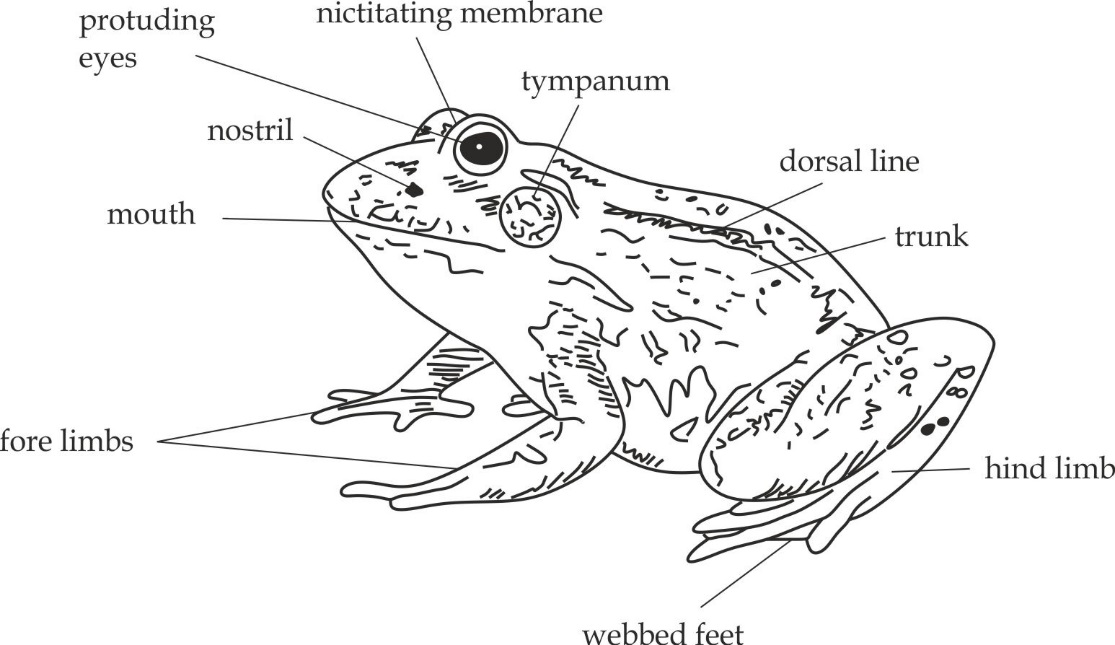 protuding
eyes
nictitating membrane
tympanum
nostril
dorsal line
mouth
trunk
fore limbs
hind limb
webbed feet